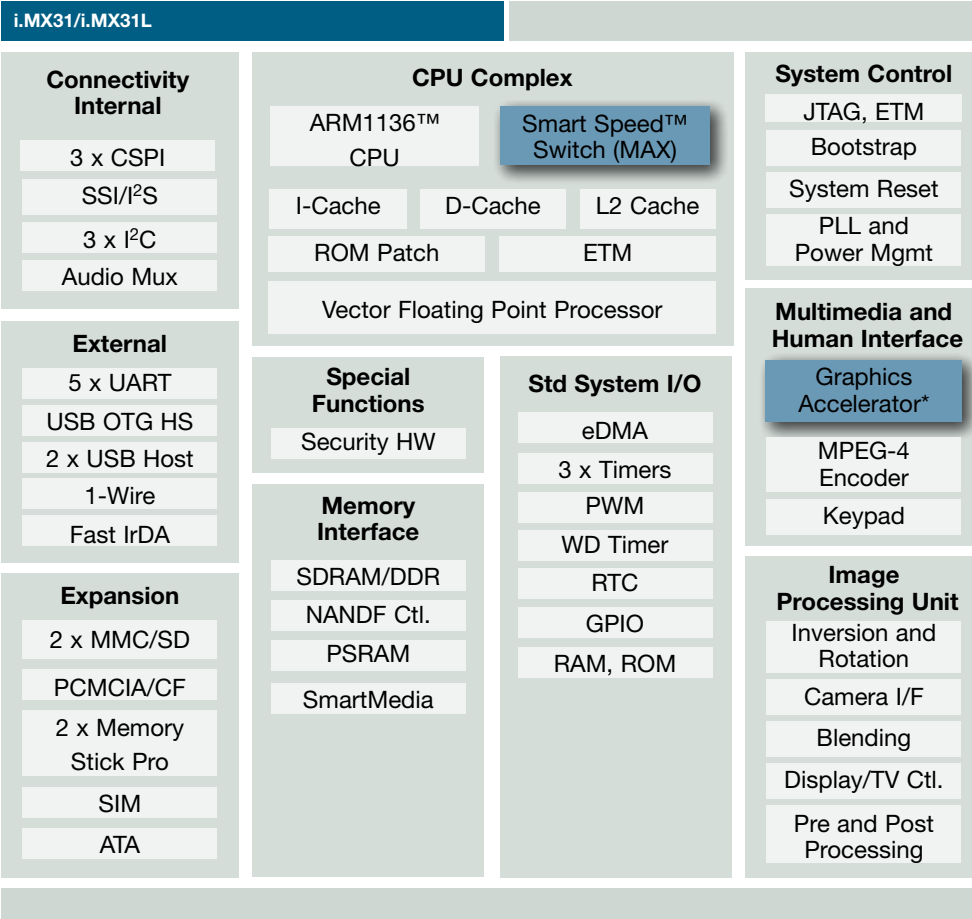 i.MX31/i.MX31L
Connectivity
Internal
3 x CSPI
SSI/I²S
3 x I²C
Audio Mux
External
5 x UART
USB OTG HS
2 x USB Host
1-Wire
Fast IrDA
Expansion
2 x MMC/SD
PCMCIA/CF
2 x Memory
Stick Pro
SIM
ATA
CPU Complex
ARM1136™
CPU
Smart Speed™
Switch (MAX)
I-Cache
D-Cache
L2 Cache
ROM Patch
ETM
Vector Floating Point Processor
Special
Functions
Security HW
Memory
Interface
SDRAM/DDR
NANDF Ctl.
PSRAM
SmartMedia
Std System I/O
eDMA
3 x Timers
PWM
WD Timer
RTC
GPIO
RAM, ROM
System Control
JTAG, ETM
Bootstrap
System Reset
PLL and
Power Mgmt
Multimedia and
Human Interface
Graphics
Accelerator*
MPEG-4
Encoder
Keypad
Image
Processing Unit
Inversion and
Rotation
Camera I/F
Blending
Display/TV Ctl.
Pre and Post
Processing